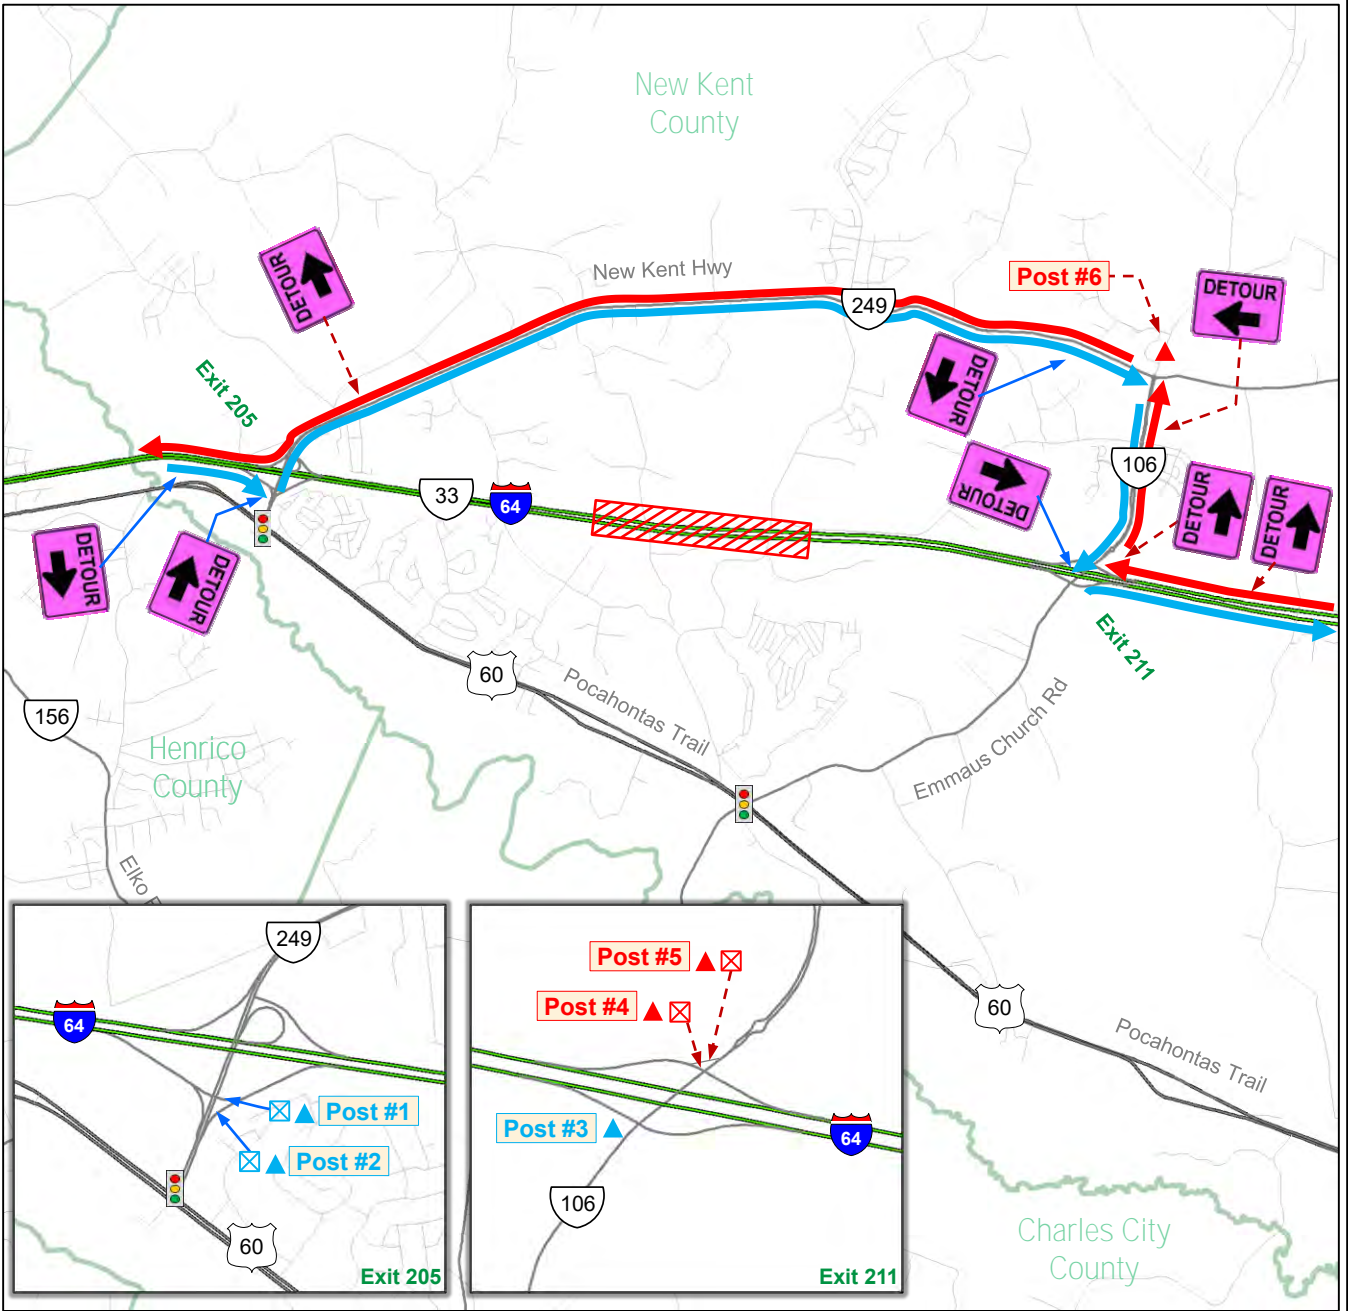 New Kent
County
New Kent Hwy
249
Post #6
DETOUR
DETOUR
DETOUR
Exit 205
33
64
106
DETOUR
DETOUR
DETOUR
DETOUR
DETOUR
Exit 211
60
Pocahontas Trail
Emmaus Church Rd
156
Henrico
County
Elko
249
64
Post #1
Post #2
60
Exit 205
Post #5
Post #4
Post #3
64
106
Exit 211
60
Pocahontas Trail
Charles City
County